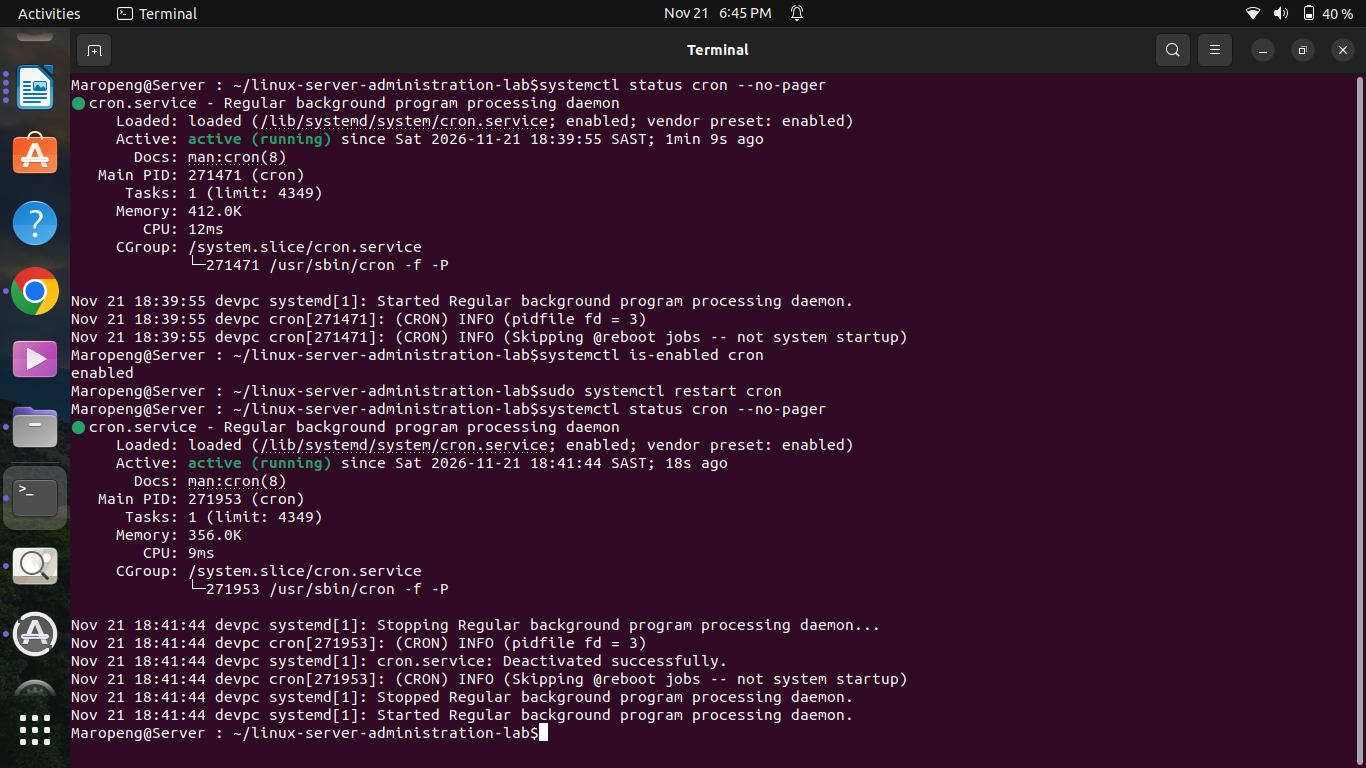 Activities Terminal Nov 21 6:45 PM 40 %
Terminal
Maropeng@Server : ~/linux-server-administration-lab$systemctl status cron --no-pager
cron.service - Regular background program processing daemon
Loaded: loaded (/lib/systemd/system/cron.service; enabled; vendor preset: enabled)
Active: active (running) since Sat 2026-11-21 18:39:55 SAST; 1min 9s ago
Docs: man:cron(8)
Main PID: 271471 (cron)
Tasks: 1 (limit: 4349)
Memory: 412.0K
CPU: 12ms
CGroup: /system.slice/cron.service
└─271471 /usr/sbin/cron -f -P
Nov 21 18:39:55 devpc systemd[1]: Started Regular background program processing daemon.
Nov 21 18:39:55 devpc cron[271471]: (CRON) INFO (pidfile fd = 3)
Nov 21 18:39:55 devpc cron[271471]: (CRON) INFO (Skipping @reboot jobs -- not system startup)
Maropeng@Server : ~/linux-server-administration-lab$systemctl is-enabled cron
enabled
Maropeng@Server : ~/linux-server-administration-lab$sudo systemctl restart cron
Maropeng@Server : ~/linux-server-administration-lab$systemctl status cron --no-pager
cron.service - Regular background program processing daemon
Loaded: loaded (/lib/systemd/system/cron.service; enabled; vendor preset: enabled)
Active: active (running) since Sat 2026-11-21 18:41:44 SAST; 18s ago
Docs: man:cron(8)
Main PID: 271953 (cron)
Tasks: 1 (limit: 4349)
Memory: 356.0K
CPU: 9ms
CGroup: /system.slice/cron.service
└─271953 /usr/sbin/cron -f -P
Nov 21 18:41:44 devpc systemd[1]: Stopping Regular background program processing daemon...
Nov 21 18:41:44 devpc cron[271953]: (CRON) INFO (pidfile fd = 3)
Nov 21 18:41:44 devpc systemd[1]: cron.service: Deactivated successfully.
Nov 21 18:41:44 devpc cron[271953]: (CRON) INFO (Skipping @reboot jobs -- not system startup)
Nov 21 18:41:44 devpc systemd[1]: Stopped Regular background program processing daemon.
Nov 21 18:41:44 devpc systemd[1]: Started Regular background program processing daemon.
Maropeng@Server : ~/linux-server-administration-lab$